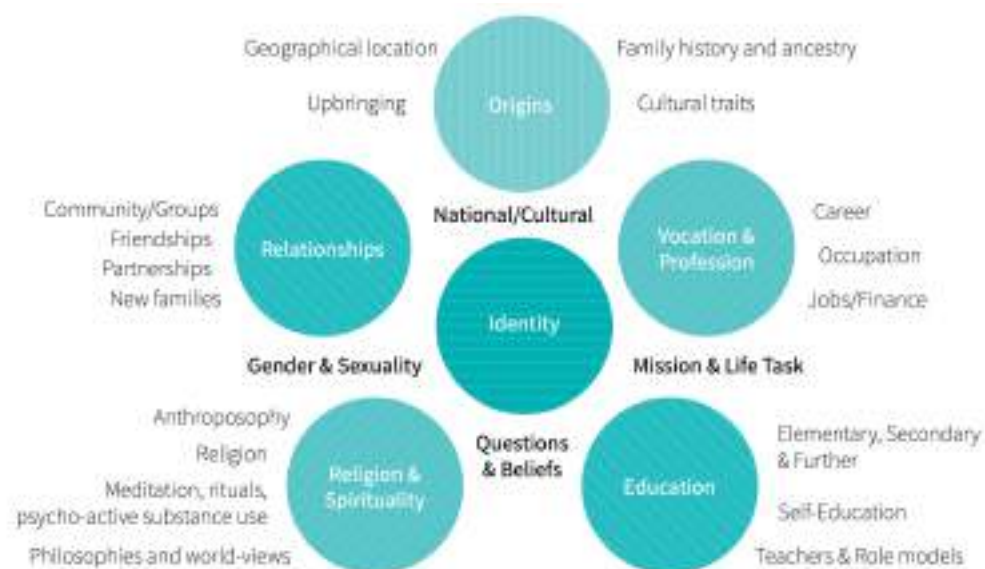 Geographical location
Upbringing
Origins
Family history and ancestry
Cultural traits
Community/Groups
Friendships
Partnerships
New families
Relationships
National/Cultural
Identity
Vocation &
Profession
Career
Occupation
Jobs/Finance
Gender & Sexuality
Mission & Life Task
Anthroposophy
Religion
Meditation, rituals,
psycho-active substance use
Philosophies and world-views
Religion &
Spirituality
Questions
& Beliefs
Education
Elementary, Secondary
& Further
Self-Education
Teachers & Role models